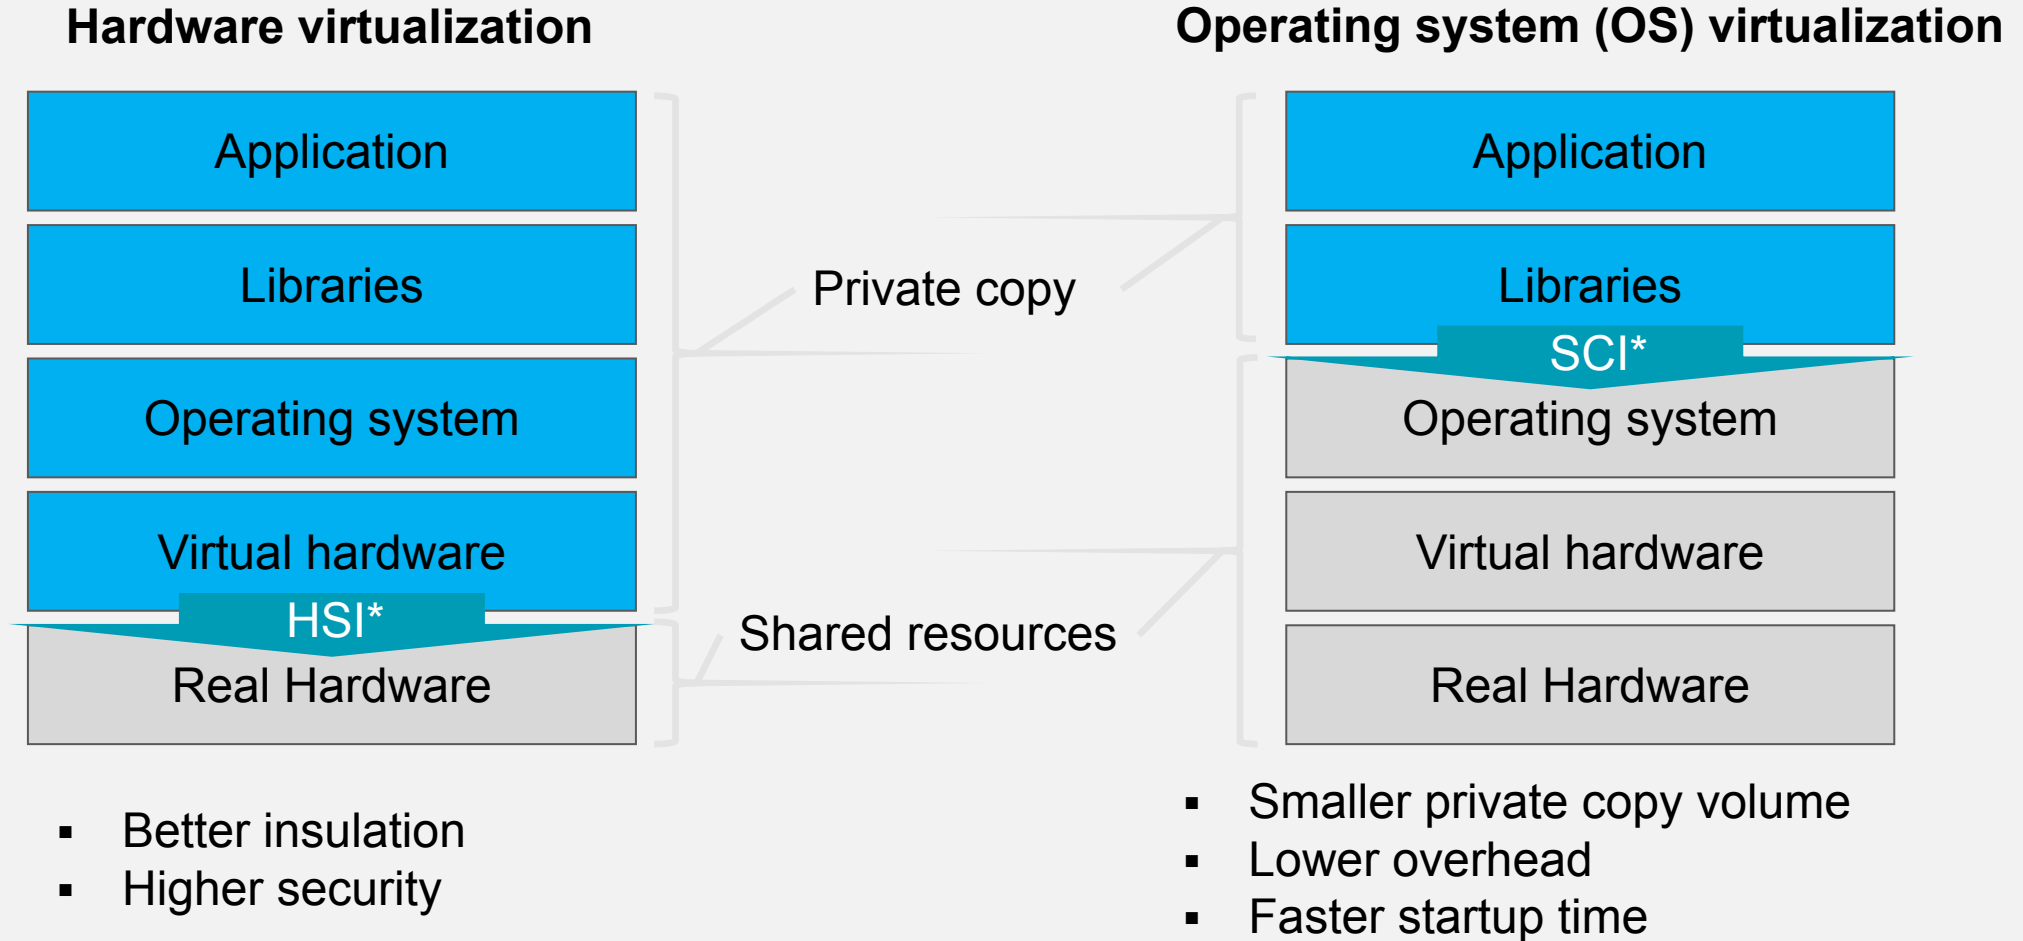 Hardware virtualization
Application
Libraries
Operating system
Virtual hardware
HSI*
Real Hardware
▪ Better insulation
▪ Higher security
Private copy
Shared resources
Operating system (OS) virtualization
Application
Libraries
SCI*
Operating system
Virtual hardware
Real Hardware
▪ Smaller private copy volume
▪ Lower overhead
▪ Faster startup time